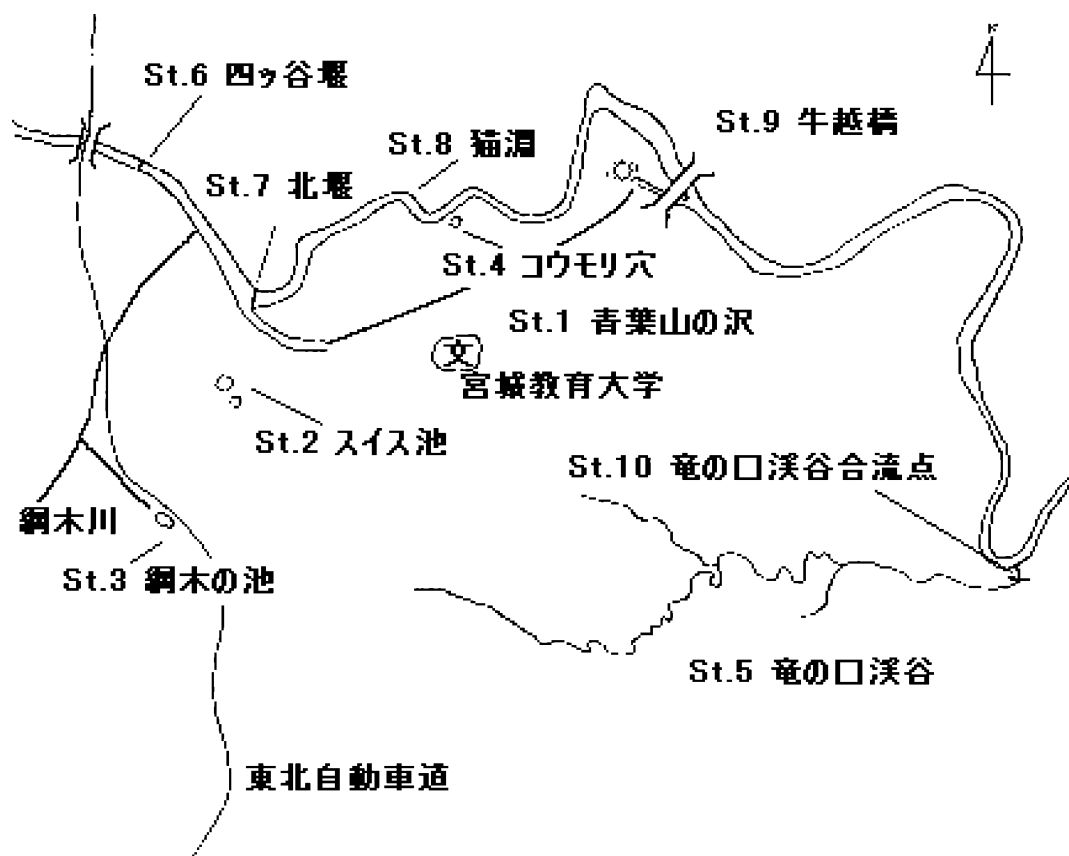 St.6 四ヶ谷堰
St.9 牛越橋
St.8 猫淵
St.7 北堰
St.4 コウモリ穴
St.1 青葉山の沢
文
宮城教育大学
St.2 スイス池
St.10 竜の口渓谷合流点
綱木川
St.3 綱木の池
St.5 竜の口渓谷
東北自動車道